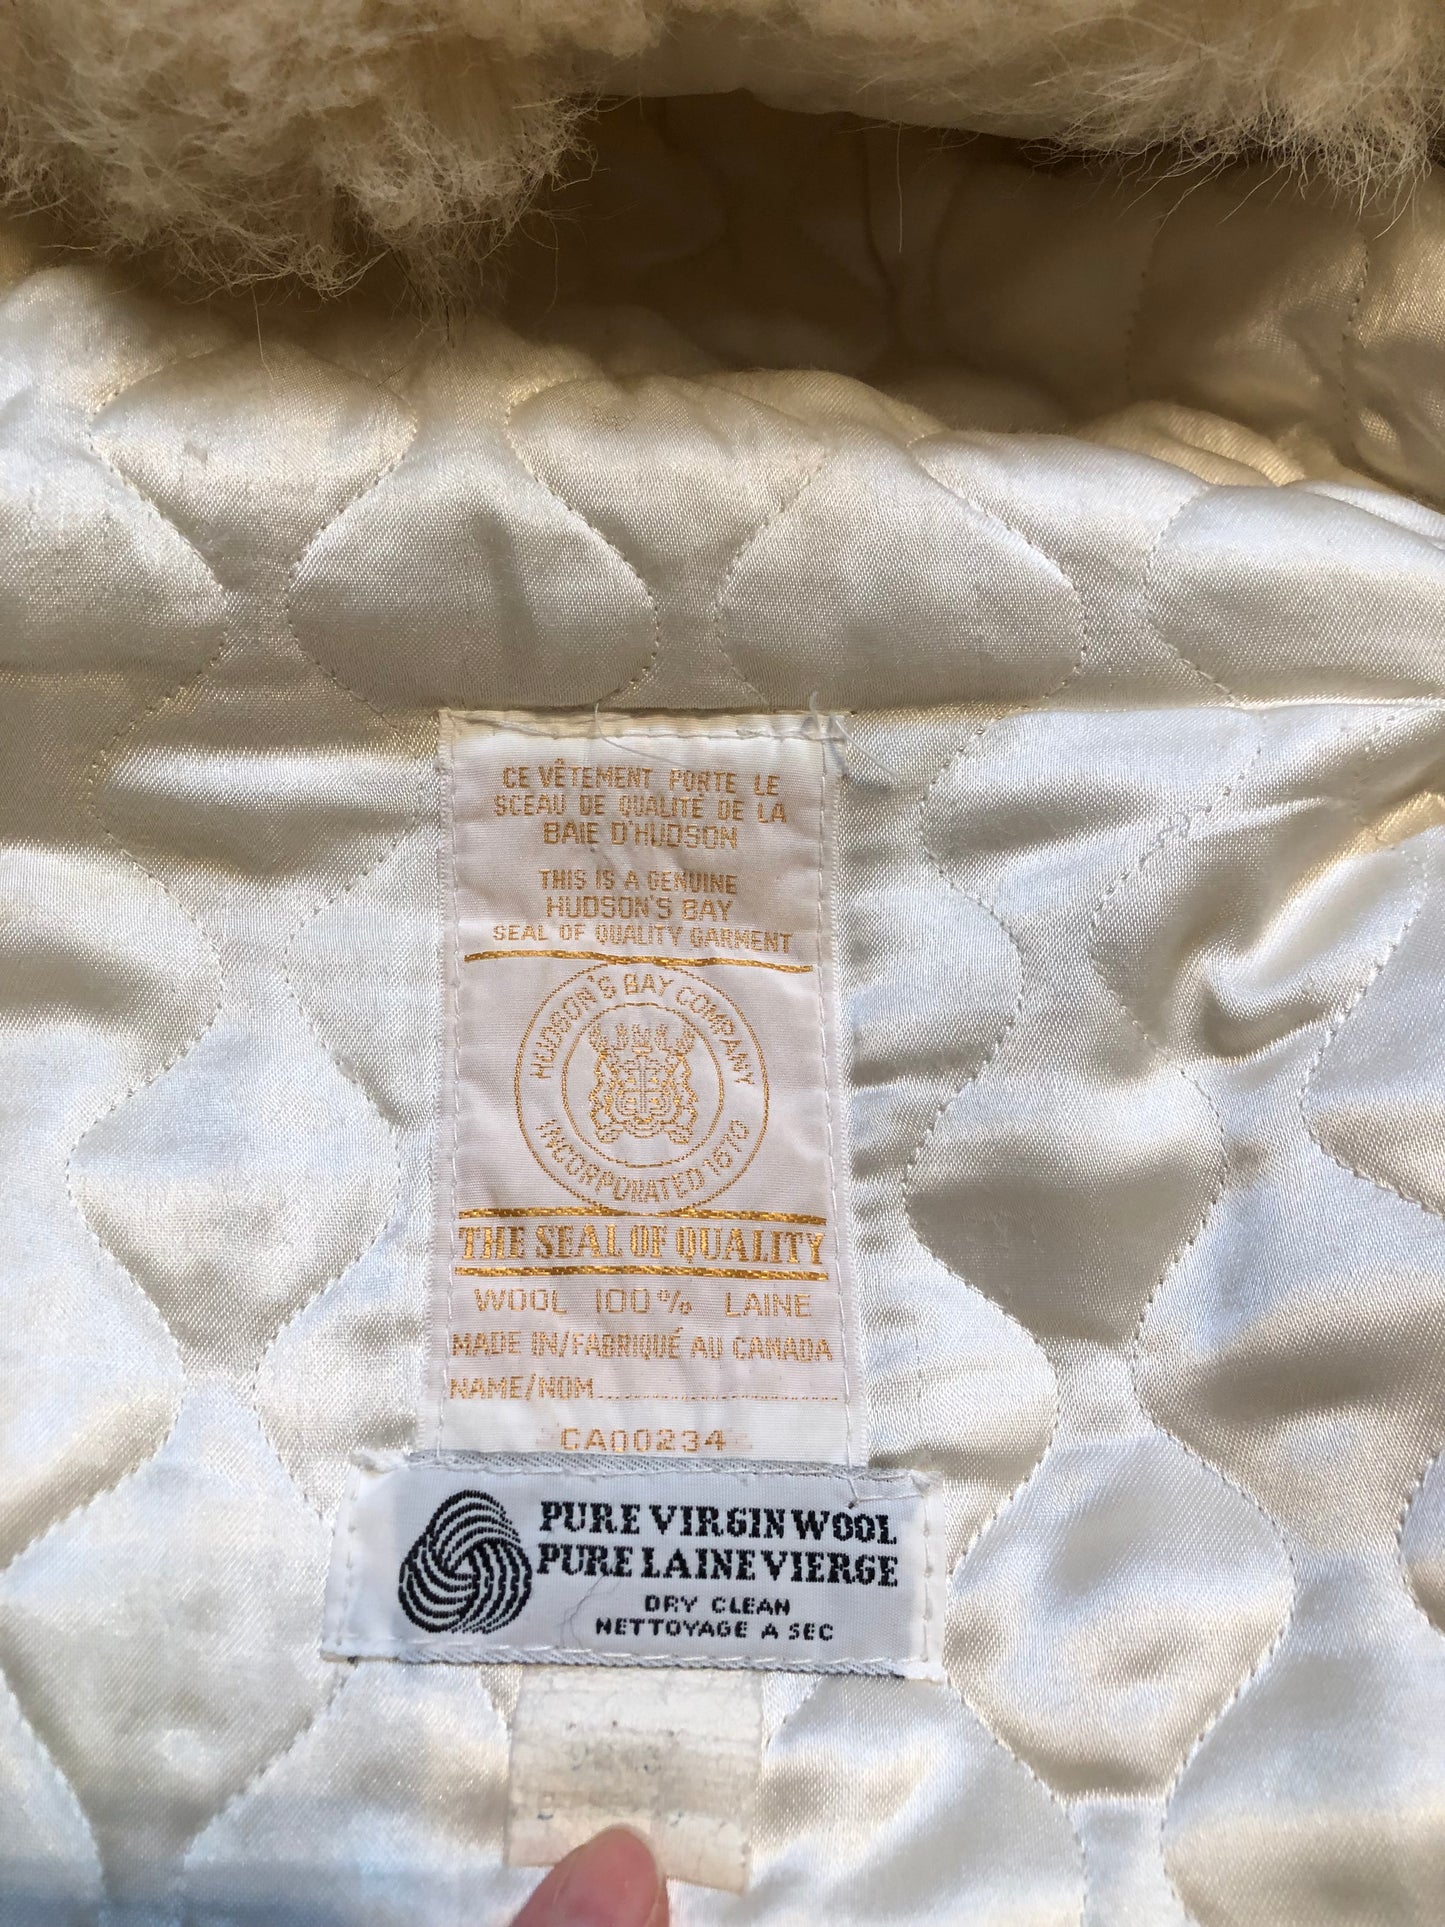 CE VÊTEMENT PORTE LE
SCEAU DE QUALITÉ DE LA
BAIE D'HUDSON
THIS IS A GENUINE
HUDSON'S BAY
SEAL OF QUALITY GARMENT
HUDSON'S BAY COMPANY
INCORPORATED 1670
THE SEAL OF QUALITY
WOOL 100% LAINE
MADE IN/FABRIQUÉ AU CANADA
NAME/NOM....................
CA00234
PURE VIRGIN WOOL
PURE LAINE VIERGE
DRY CLEAN
NETTOYAGE A SEC